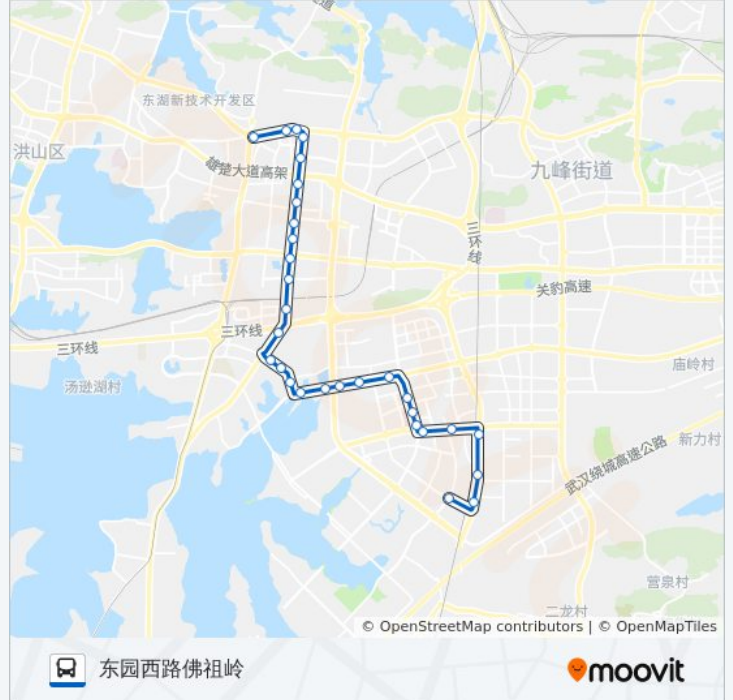 东湖新技术开发区
洪山区
雄楚大道高架
九峰街道
三环线
关豹高速
三环线
三环线
庙岭村
汤逊湖村
新力村
武汉绕城高速公路
营泉村
二龙村
© OpenStreetMap contributors | © OpenMapTiles
东园西路佛祖岭
moovit